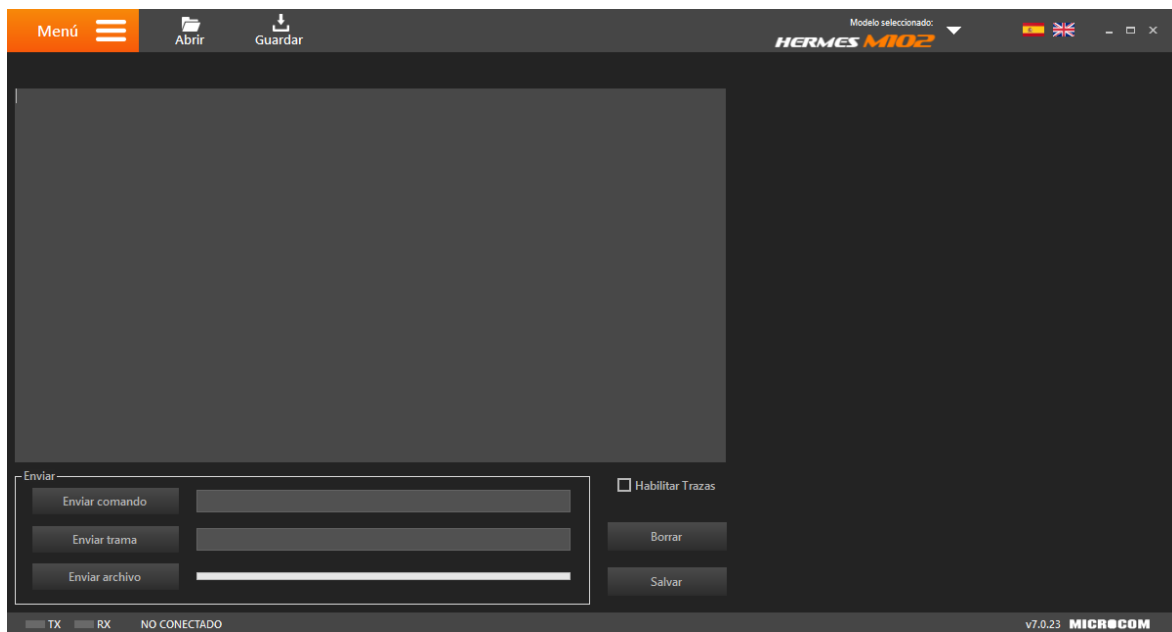 Menú
Abrir
Guardar
Modelo seleccionado:
HERMES M102
Enviar
Enviar comando
Enviar trama
Enviar archivo
Habilitar Trazas
Borrar
Salvar
TX RX NO CONECTADO
v7.0.23 MICROCOM